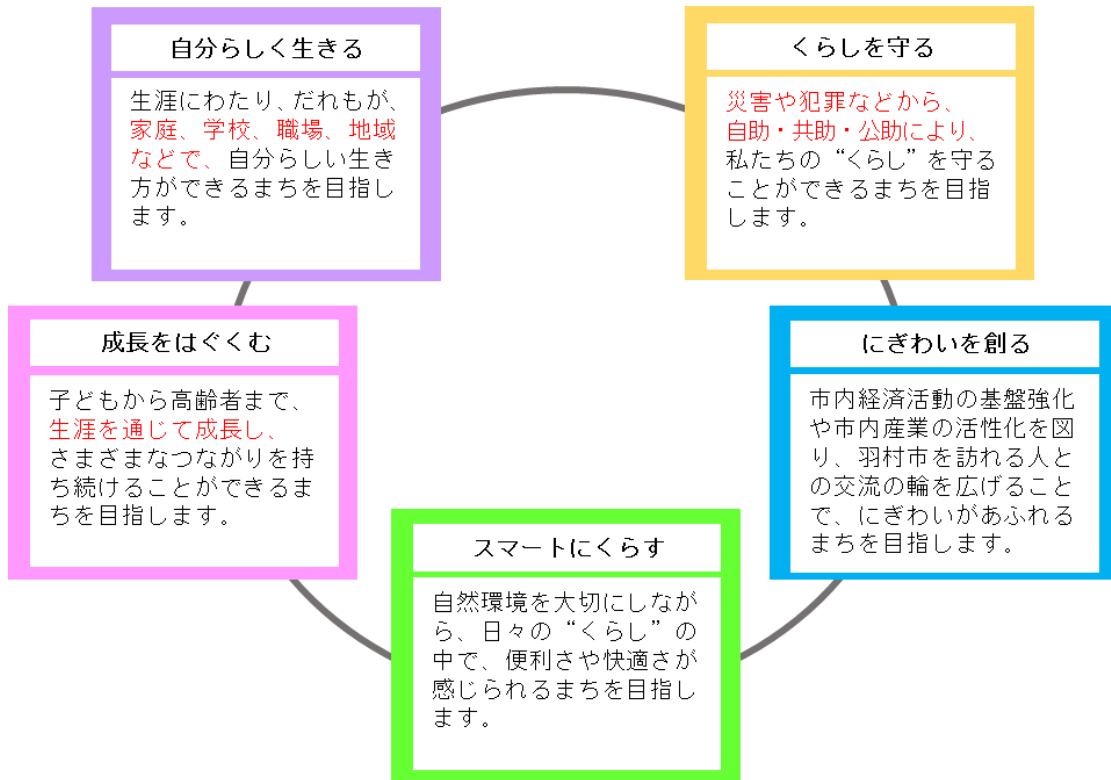 自分らしく生きる
生涯にわたり、だれもが、
家庭、学校、職場、地域
などで、自分らしい生き
方ができるまちを目指し
ます。
くらしを守る
災害や犯罪などから、
自助・共助・公助により、
私たちの“くらし”を守る
ことができるまちを目指
します。
成長をはぐくむ
子どもから高齢者まで、
生涯を通じて成長し、
さまざまなつながりを持
ち続けることができるま
ちを目指します。
にぎわいを創る
市内経済活動の基盤強化
や市内産業の活性化を図
り、羽村市を訪れる人と
の交流の輪を広げること
で、にぎわいがあふれる
まちを目指します。
スマートにくらす
自然環境を大切にしなが
ら、日々の“くらし”の
中で、便利さや快適さが
感じられるまちを目指し
ます。